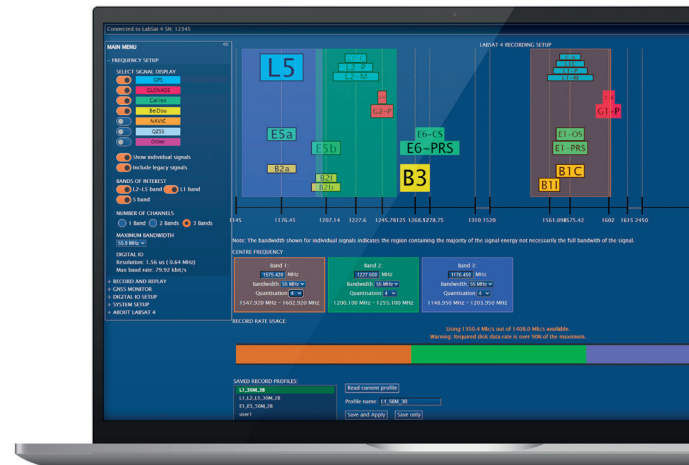 Connected to LabSat 4 SN: 12345
MAIN MENU
- FREQUENCY SETUP
SELECT SIGNAL DISPLAY
GPS
GLONASS
Galileo
BeiDou
NAVIC
QZSS
Other
Show individual signals
Include legacy signals
BANDS OF INTEREST
L2-L5 band L1 band
S band
NUMBER OF CHANNELS
1 Band 2 Bands 3 Bands
MAXIMUM BANDWIDTH
55.0 MHz
DIGITAL IO
Resolution: 1.56 us ( 0.64 MHz)
Max baud rate: 79.92 kbit/s
+ RECORD AND REPLAY
+ GNSS MONITOR
+ DIGITAL IO SETUP
+ SYSTEM SETUP
+ ABOUT LABSAT 4
LABSAT 4 RECORDING SETUP
L5
L2-C
L2-P
L2-M
G2-P
E5a
E5b
E6-CS
E6-PRS
B2a
B2I
B2b
B3
L1C
L1-P
L1-M
G1-P
E1-OS
E1-PRS
B1C
B1I
1145 1176.45 1207.14 1227.6 1245.78125 1268.52 1278.75 1310 1520 1561.098 1575.42 1602 1615 2450
Note: The bandwidth shown for individual signals indicates the region containing the majority of the signal energy not necessarily the full bandwith of the signal.
CENTRE FREQUENCY
Band 1:
1575.420 MHz
Bandwidth: 55 MHz
Quantisation: 4
1547.920 MHz - 1602.920 MHz
Band 2:
1227.600 MHz
Bandwidth: 55 MHz
Quantisation: 4
1200.100 MHz - 1255.100 MHz
Band 3:
1176.450 MHz
Bandwidth: 55 MHz
Quantisation: 4
1148.950 MHz - 1203.950 MHz
RECORD RATE USAGE
Using 1350.4 Mb/s out of 1408.0 Mb/s available.
Warning: Required disk data rate is over 90% of the maximum.
SAVED RECORD PROFILES:
L1_56M_3B
L1_L2_L5_30M_2B
E1_E5_56M_2B
user1
Read current profile
Profile name: L1_56M_3B
Save and Apply Save only